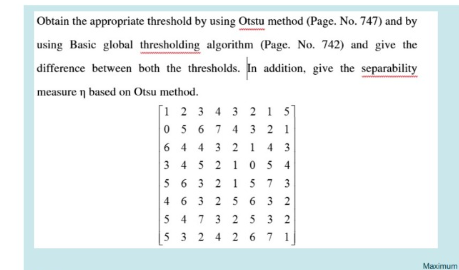 Obtain the appropriate threshold by using Otstu method (Page. No. 747) and by
using Basic global thresholding algorithm (Page. No. 742) and give the
difference between both the thresholds. In addition, give the separability
measure η based on Otsu method.
1 2 3 4 3 2 1 5
0 5 6 7 4 3 2 1
6 4 4 3 2 1 4 3
3 4 5 2 1 0 5 4
5 6 3 2 1 5 7 3
4 6 3 2 5 6 3 2
5 4 7 3 2 5 3 2
5 3 2 4 2 6 7 1
Maximum